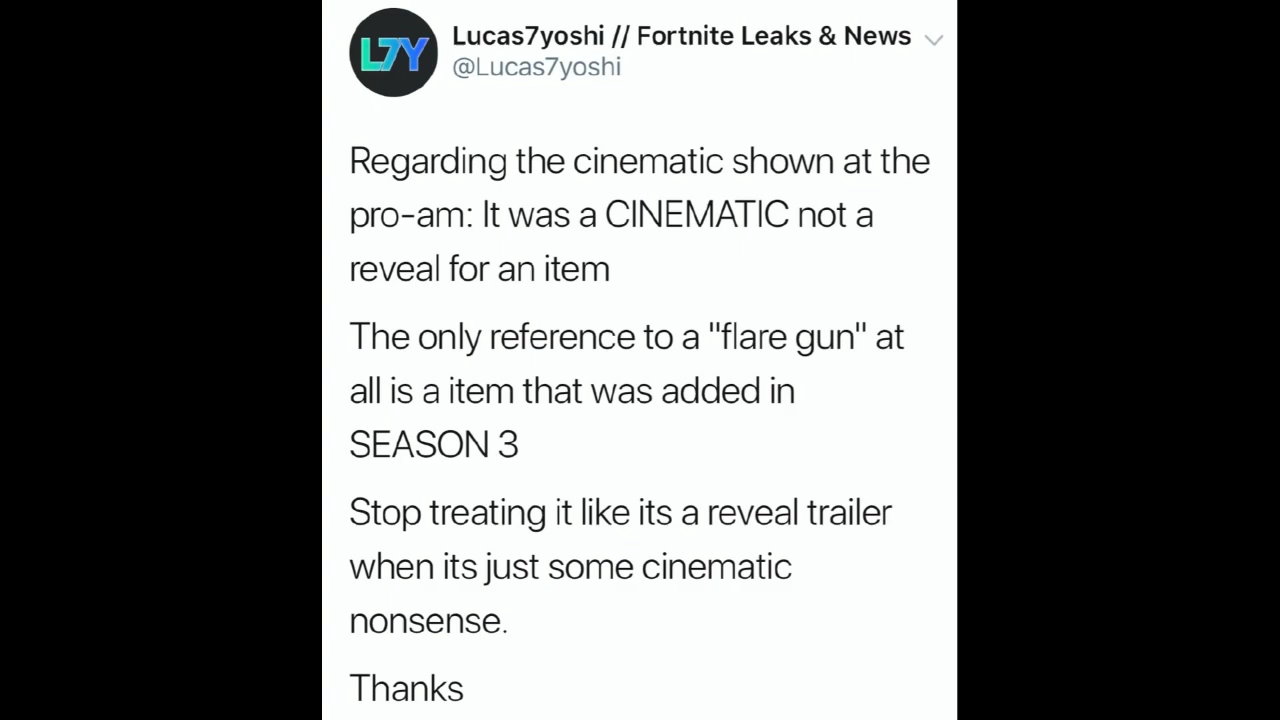 L7Y
Lucas7yoshi // Fortnite Leaks & News
@Lucas7yoshi
Regarding the cinematic shown at the
pro-am: It was a CINEMATIC not a
reveal for an item
The only reference to a "flare gun" at
all is a item that was added in
SEASON 3
Stop treating it like its a reveal trailer
when its just some cinematic
nonsense.
Thanks